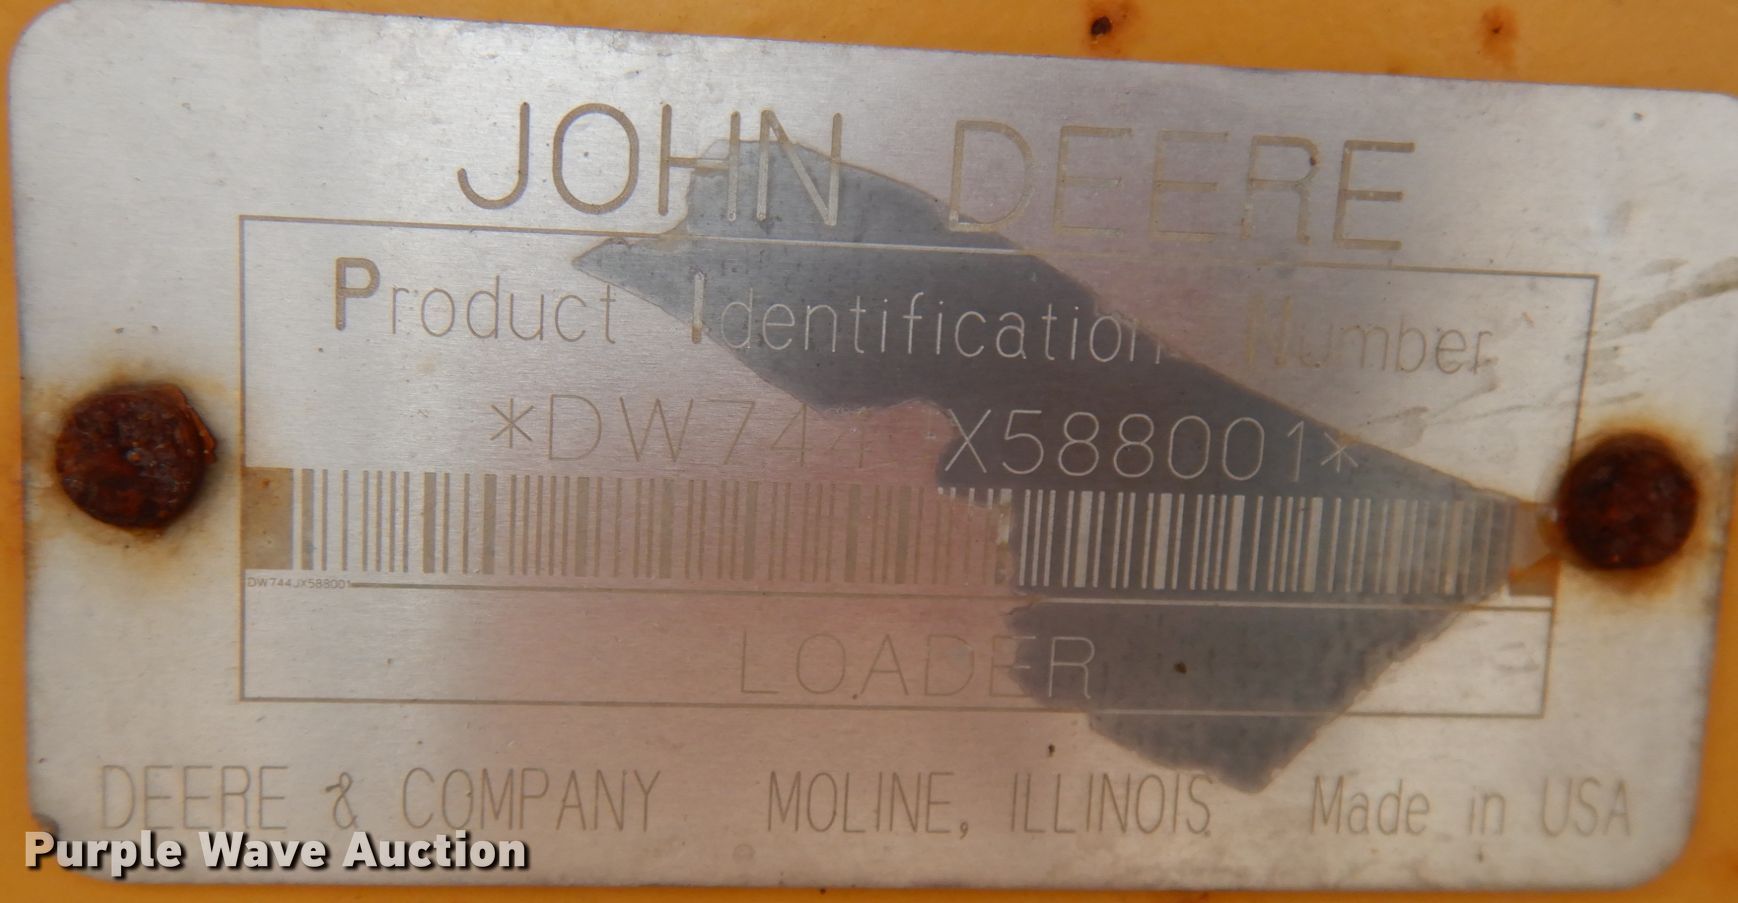 JOHN DEERE
Product Identification Number
*DW744JX588001*
DW744JX588001
LOADER
DEERE & COMPANY MOLINE, ILLINOIS Made in USA
Purple Wave Auction